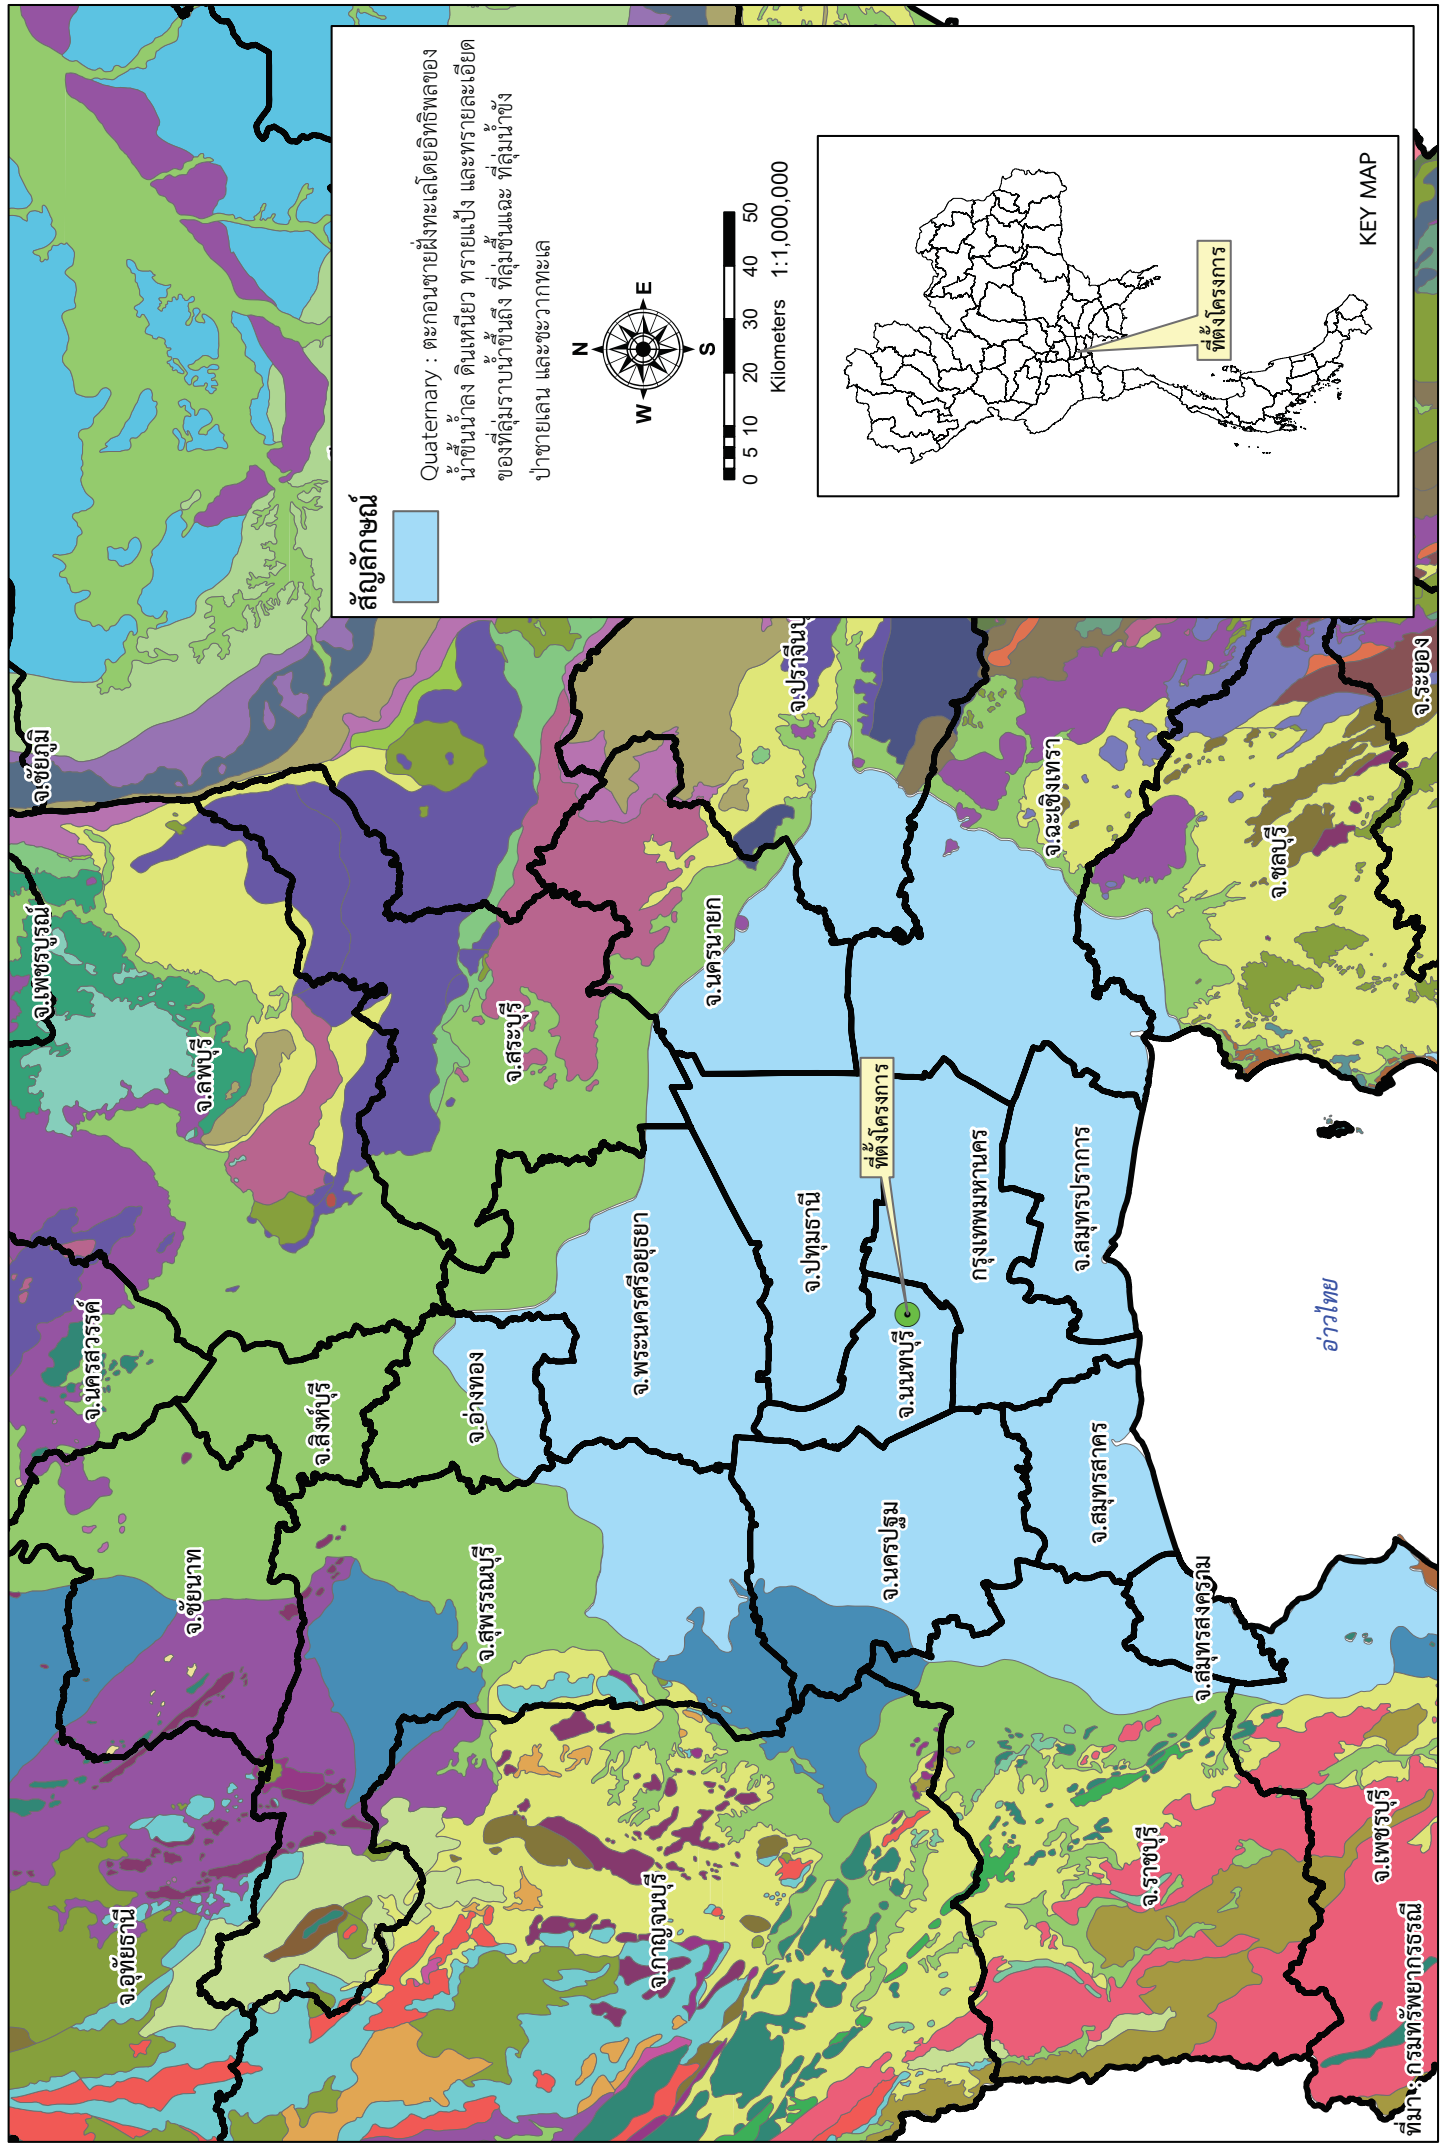 จ.ชัยภูมิ
จ.เพชรบูรณ์
จ.นครสวรรค์
จ.ลพบุรี
จ.ชัยนาท
จ.อุทัยธานี
จ.สิงห์บุรี
จ.สระบุรี
จ.อ่างทอง
จ.สุพรรณบุรี
จ.พระนครศรีอยุธยา
จ.กาญจนบุรี
จ.นครนายก
จ.ปราจีนบุ
จ.ปทุมธานี
ที่ตั้งโครงการ
จ.นนทบุรี
จ.นครปฐม
กรุงเทพมหานคร
จ.ฉะเชิงเทรา
จ.สมุทรปราการ
จ.สมุทรสาคร
จ.ราชบุรี
จ.สมุทรสงคราม
จ.ชลบุรี
อ่าวไทย
จ.เพชรบุรี
จ.ระยอง
ที่มา : กรมทรัพยากรธรณี
สัญลักษณ์
Quaternary : ตะกอนชายฝั่งทะเลโดยอิทธิพลของ
น้ำขึ้นน้ำลง ดินเหนียว ทรายแป้ง และทรายละเอียด
ของที่ลุ่มราบน้ำขึ้นถึง ที่ลุ่มชื้นแฉะ ที่ลุ่มน้ำขัง
ป่าชายเลน และชะวากทะเล
N
W E
S
0 5 10 20 30 40 50
Kilometers 1:1,000,000
ที่ตั้งโครงการ
KEY MAP